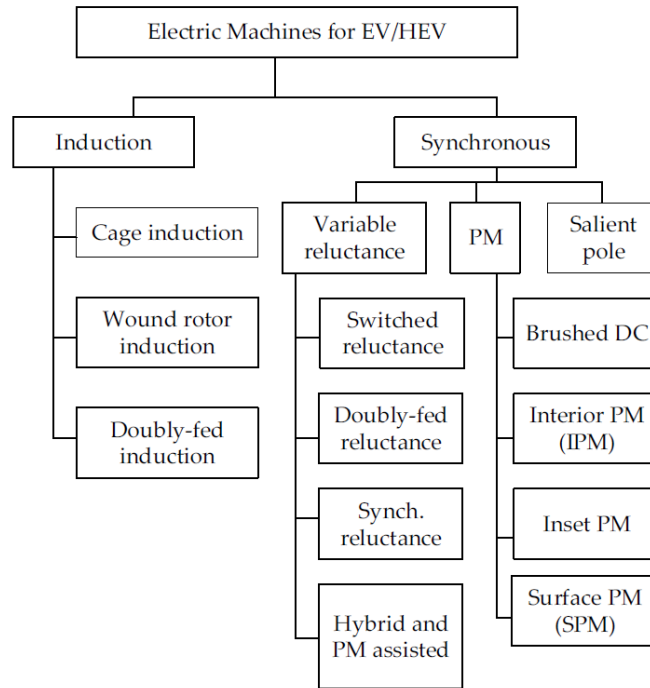 Electric Machines for EV/HEV
Induction
Synchronous
Cage induction
Wound rotor
induction
Doubly-fed
induction
Variable
reluctance
PM
Salient
pole
Switched
reluctance
Doubly-fed
reluctance
Synch.
reluctance
Hybrid and
PM assisted
Brushed DC
Interior PM
(IPM)
Inset PM
Surface PM
(SPM)